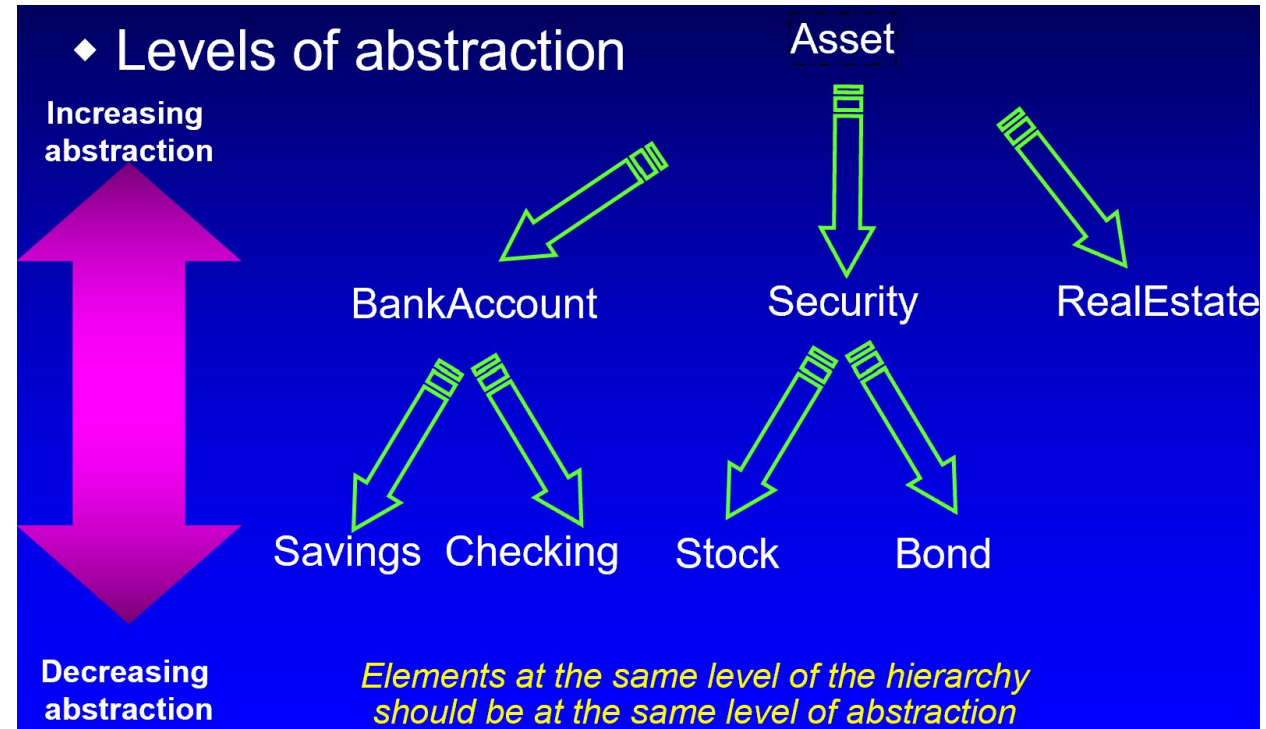 ◆ Levels of abstraction
Asset
Increasing
abstraction
BankAccount
Security
RealEstate
Savings
Checking
Stock
Bond
Decreasing
abstraction
Elements at the same level of the hierarchy
should be at the same level of abstraction